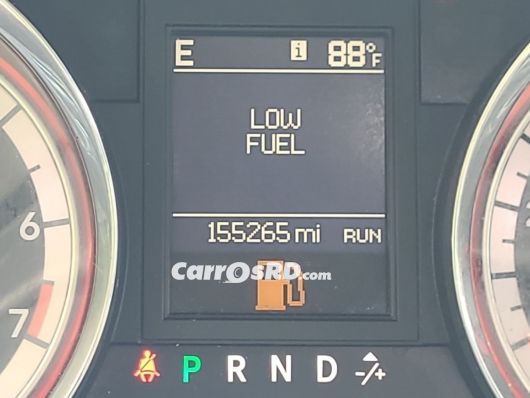 E i 88°F
LOW
FUEL
155265 mi RUN
CarrOsRD.com
6
7
P R N D -/+